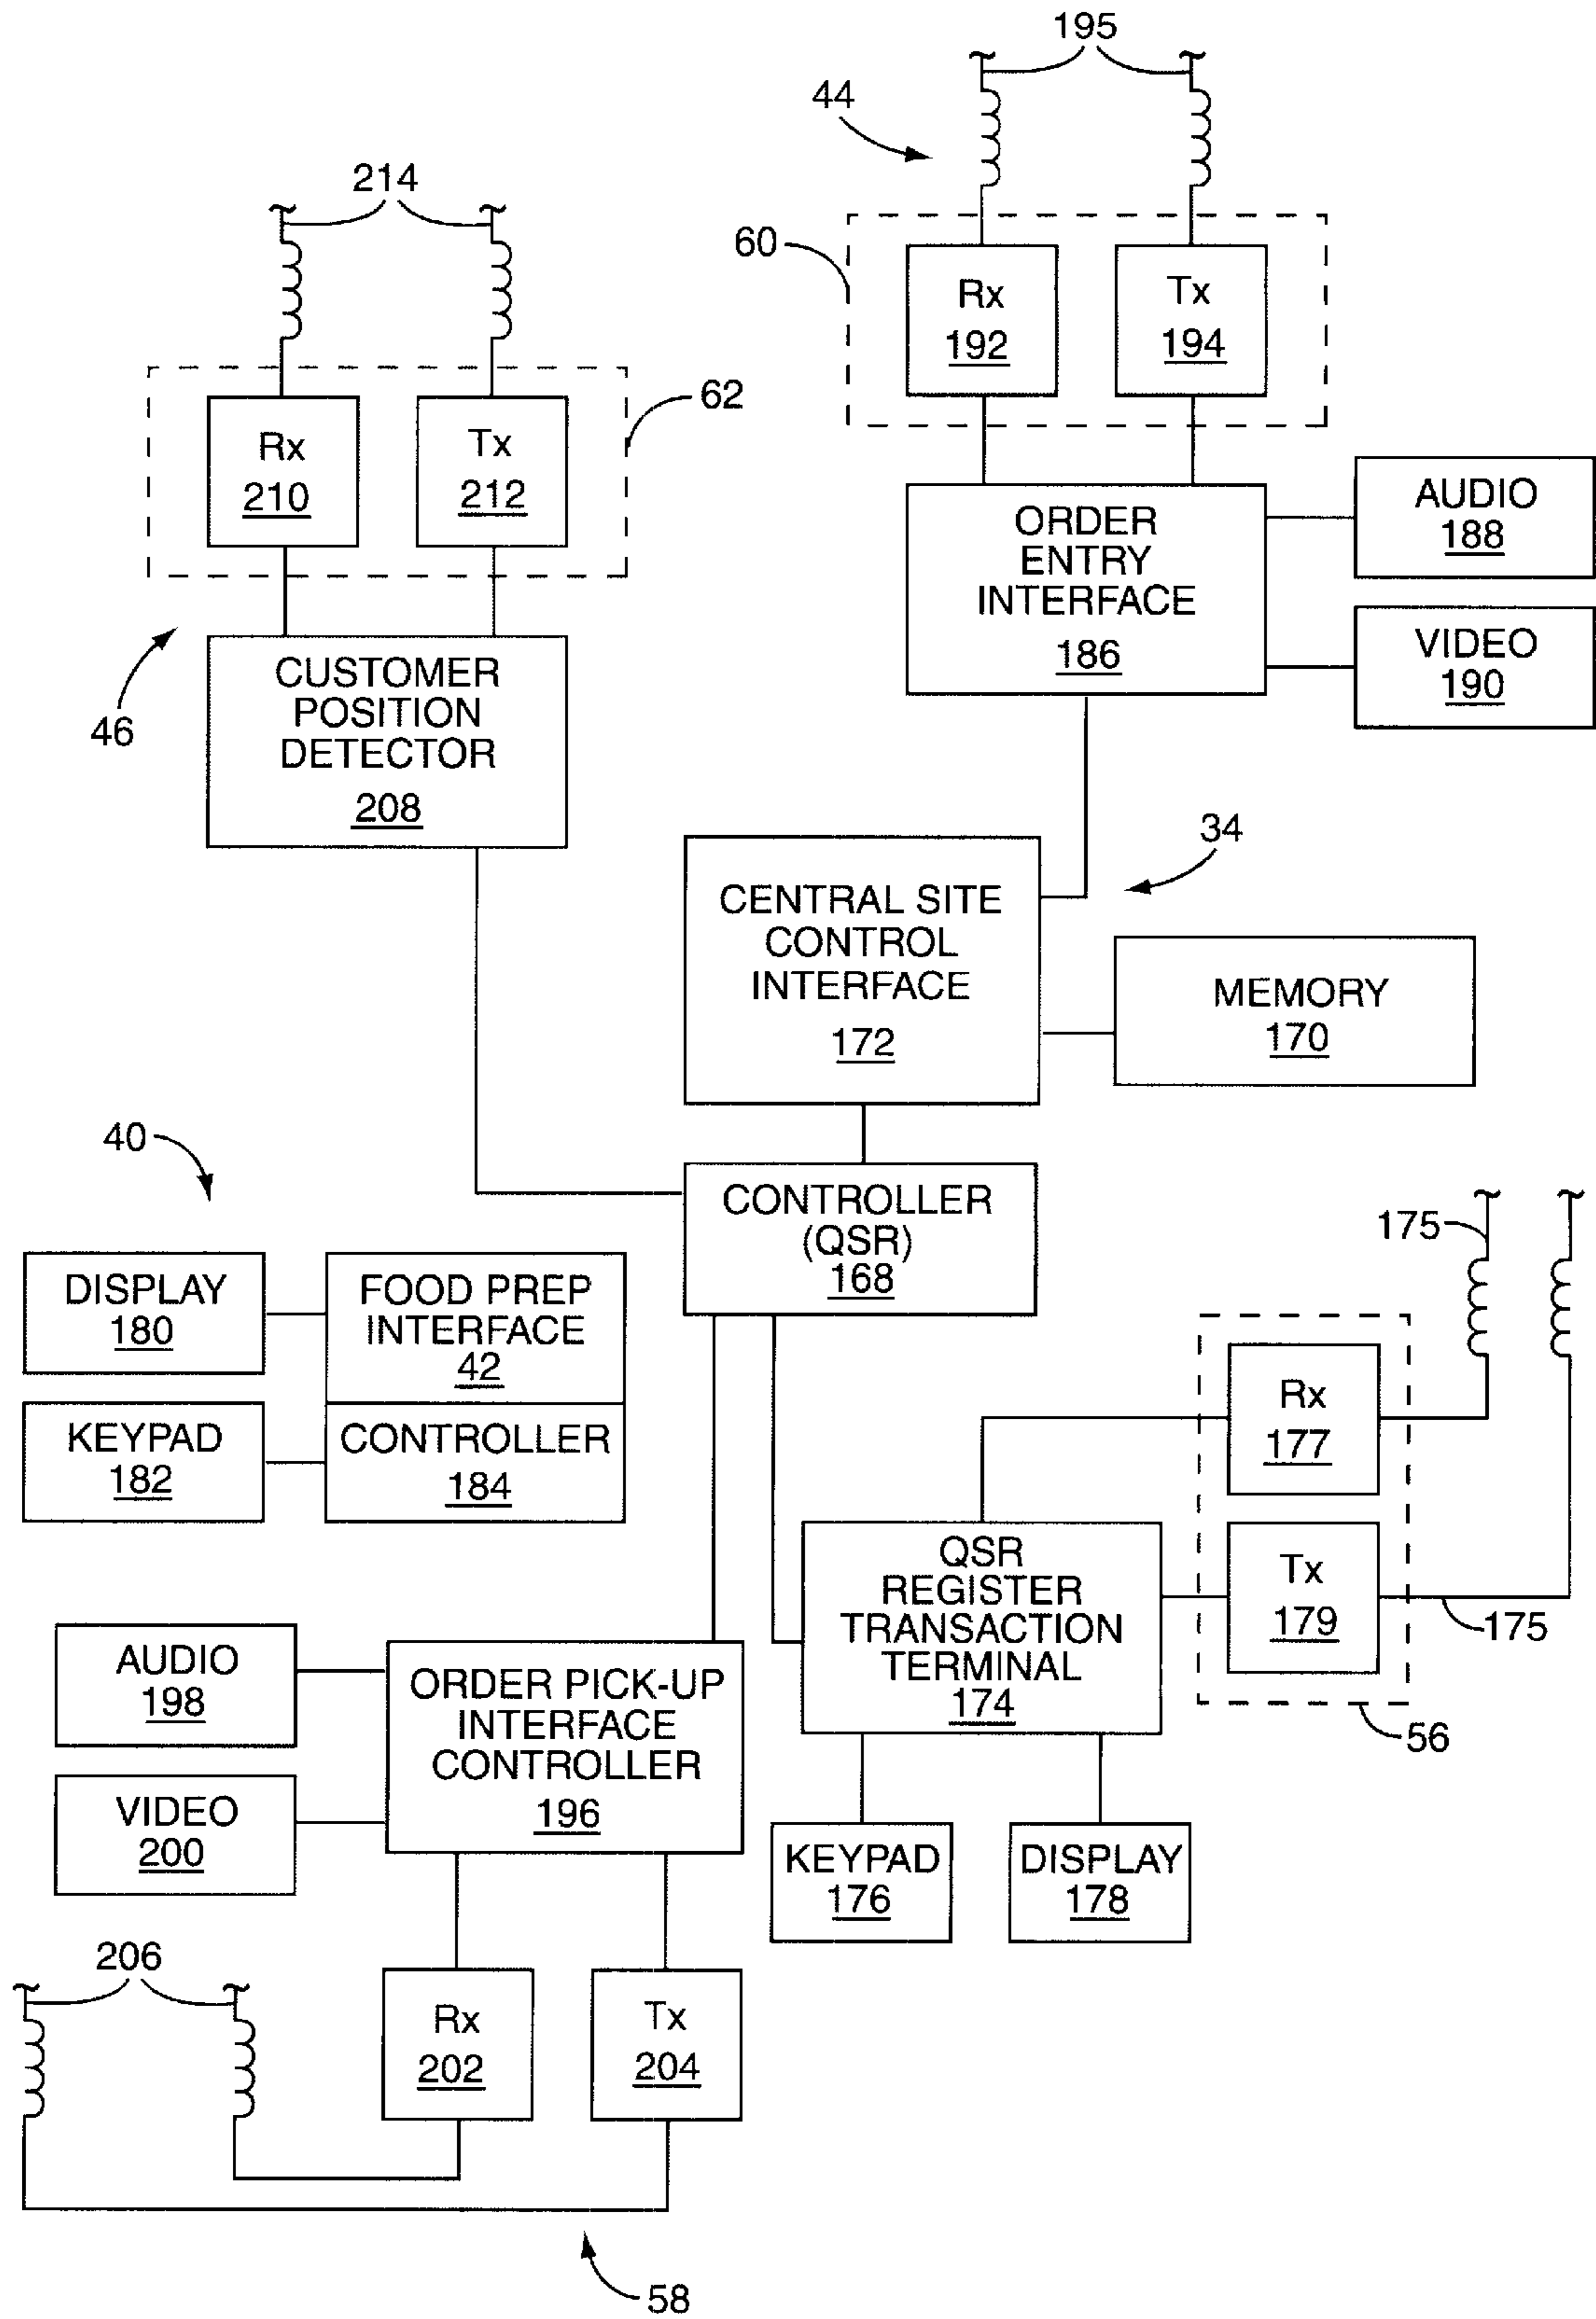 195
44
214
60
Rx
192
Tx
194
62
Rx
210
Tx
212
AUDIO
188
ORDER
ENTRY
INTERFACE
186
VIDEO
190
46
CUSTOMER
POSITION
DETECTOR
208
34
CENTRAL SITE
CONTROL
INTERFACE
172
MEMORY
170
40
CONTROLLER
(QSR)
168
175
DISPLAY
180
FOOD PREP
INTERFACE
42
KEYPAD
182
CONTROLLER
184
Rx
177
QSR
REGISTER
TRANSACTION
TERMINAL
174
Tx
179
175
56
AUDIO
198
ORDER PICK-UP
INTERFACE
CONTROLLER
196
VIDEO
200
KEYPAD
176
DISPLAY
178
206
Rx
202
Tx
204
58